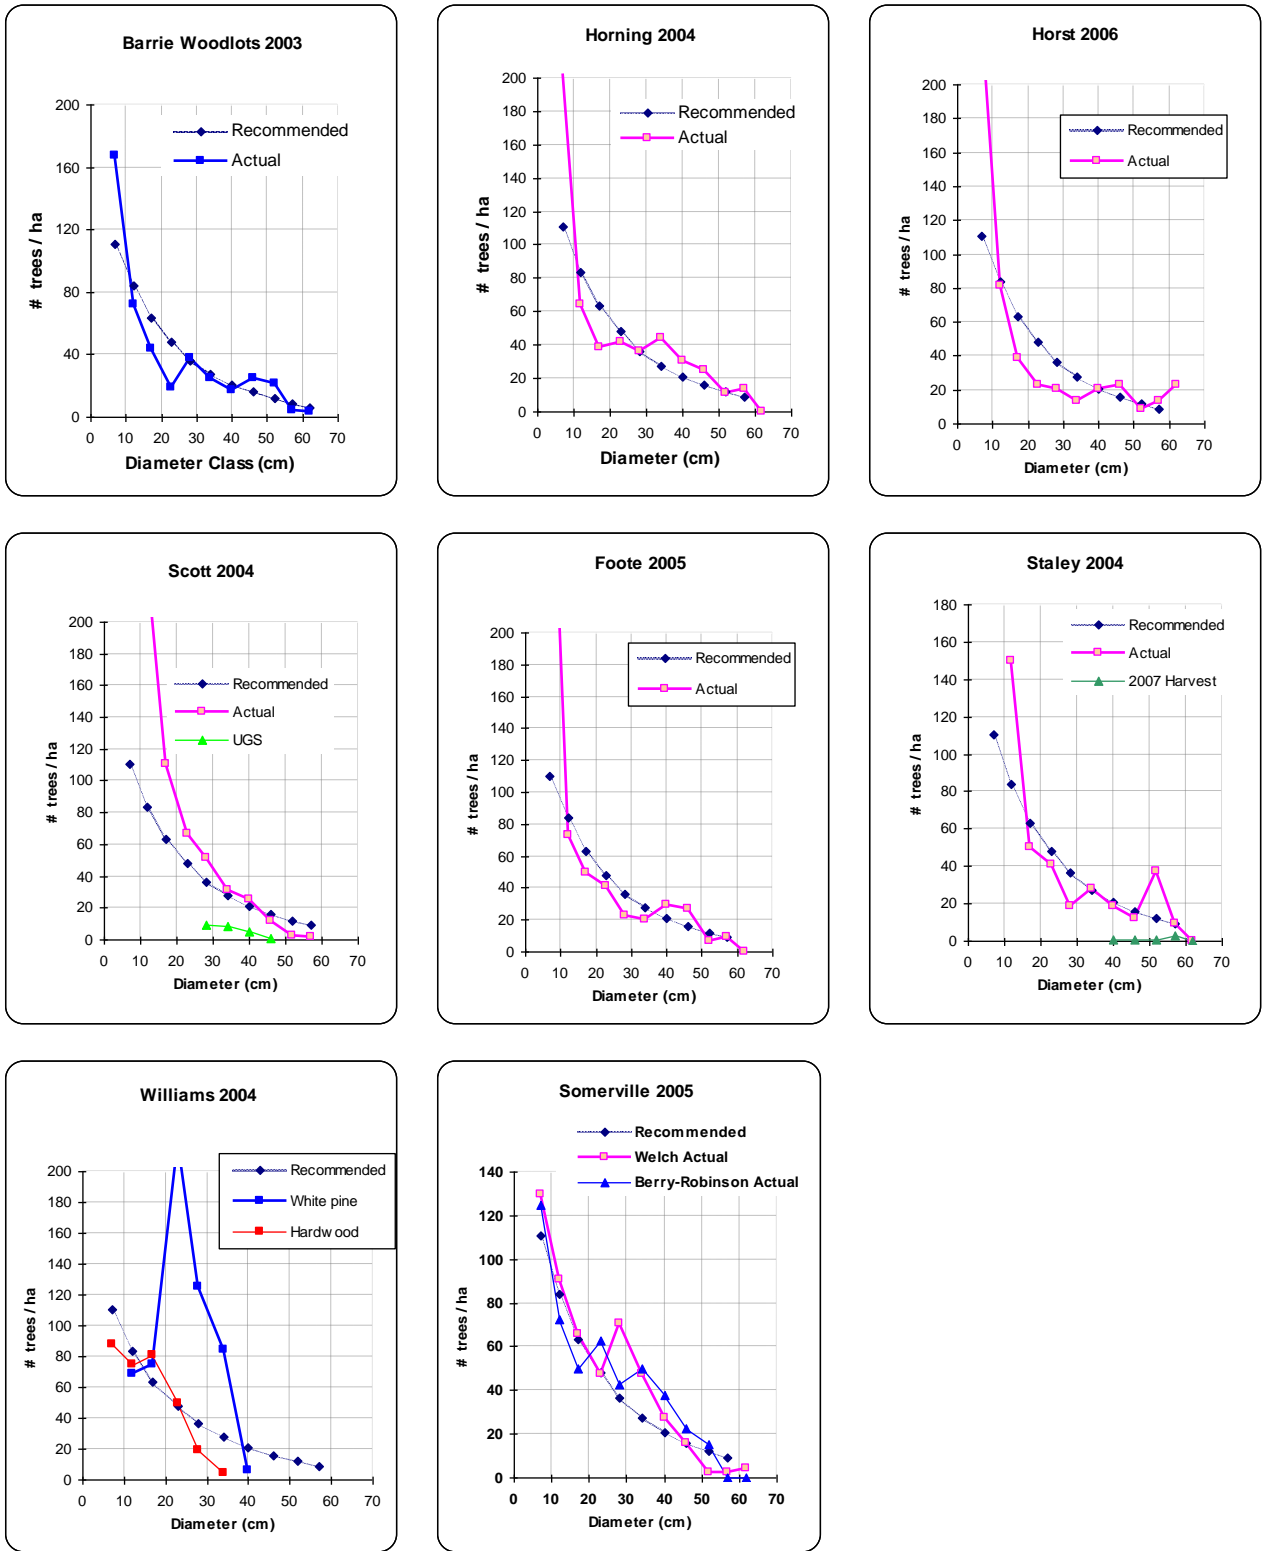 Barrie Woodlots 2003
200
160
120
80
40
0
# trees / ha
Recommended
Actual
0 10 20 30 40 50 60 70
Diameter Class (cm)
Horning 2004
200
180
160
140
120
100
80
60
40
20
0
# trees / ha
Recommended
Actual
0 10 20 30 40 50 60 70
Diameter (cm)
Horst 2006
200
180
160
140
120
100
80
60
40
20
0
# trees / ha
Recommended
Actual
0 10 20 30 40 50 60 70
Diameter (cm)
Scott 2004
200
180
160
140
120
100
80
60
40
20
0
# trees / ha
Recommended
Actual
UGS
0 10 20 30 40 50 60 70
Diameter (cm)
Foote 2005
200
180
160
140
120
100
80
60
40
20
0
# trees / ha
Recommended
Actual
0 10 20 30 40 50 60 70
Diameter (cm)
Staley 2004
180
160
140
120
100
80
60
40
20
0
# trees / ha
Recommended
Actual
2007 Harvest
0 10 20 30 40 50 60 70
Diameter (cm)
Williams 2004
200
180
160
140
120
100
80
60
40
20
0
# trees / ha
Recommended
White pine
Hardwood
0 10 20 30 40 50 60 70
Diameter (cm)
Somerville 2005
Recommended
Welch Actual
Berry-Robinson Actual
140
120
100
80
60
40
20
0
# trees / ha
0 10 20 30 40 50 60 70
Diameter (cm)